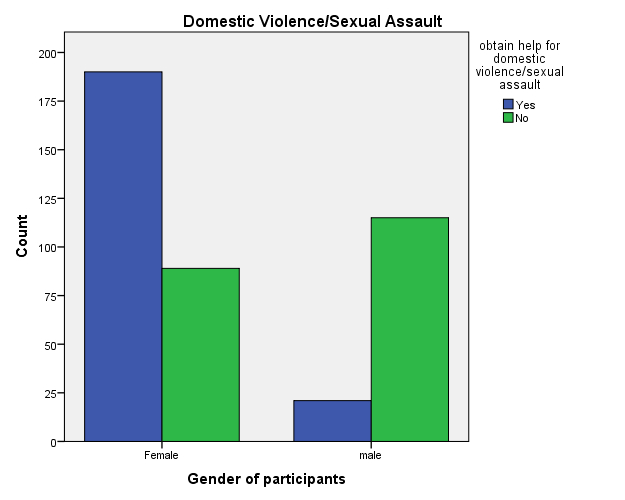 Domestic Violence/Sexual Assault
obtain help for
domestic
violence/sexual
assault
Yes
No
200
175
150
125
100
75
50
25
0
Count
Female
male
Gender of participants